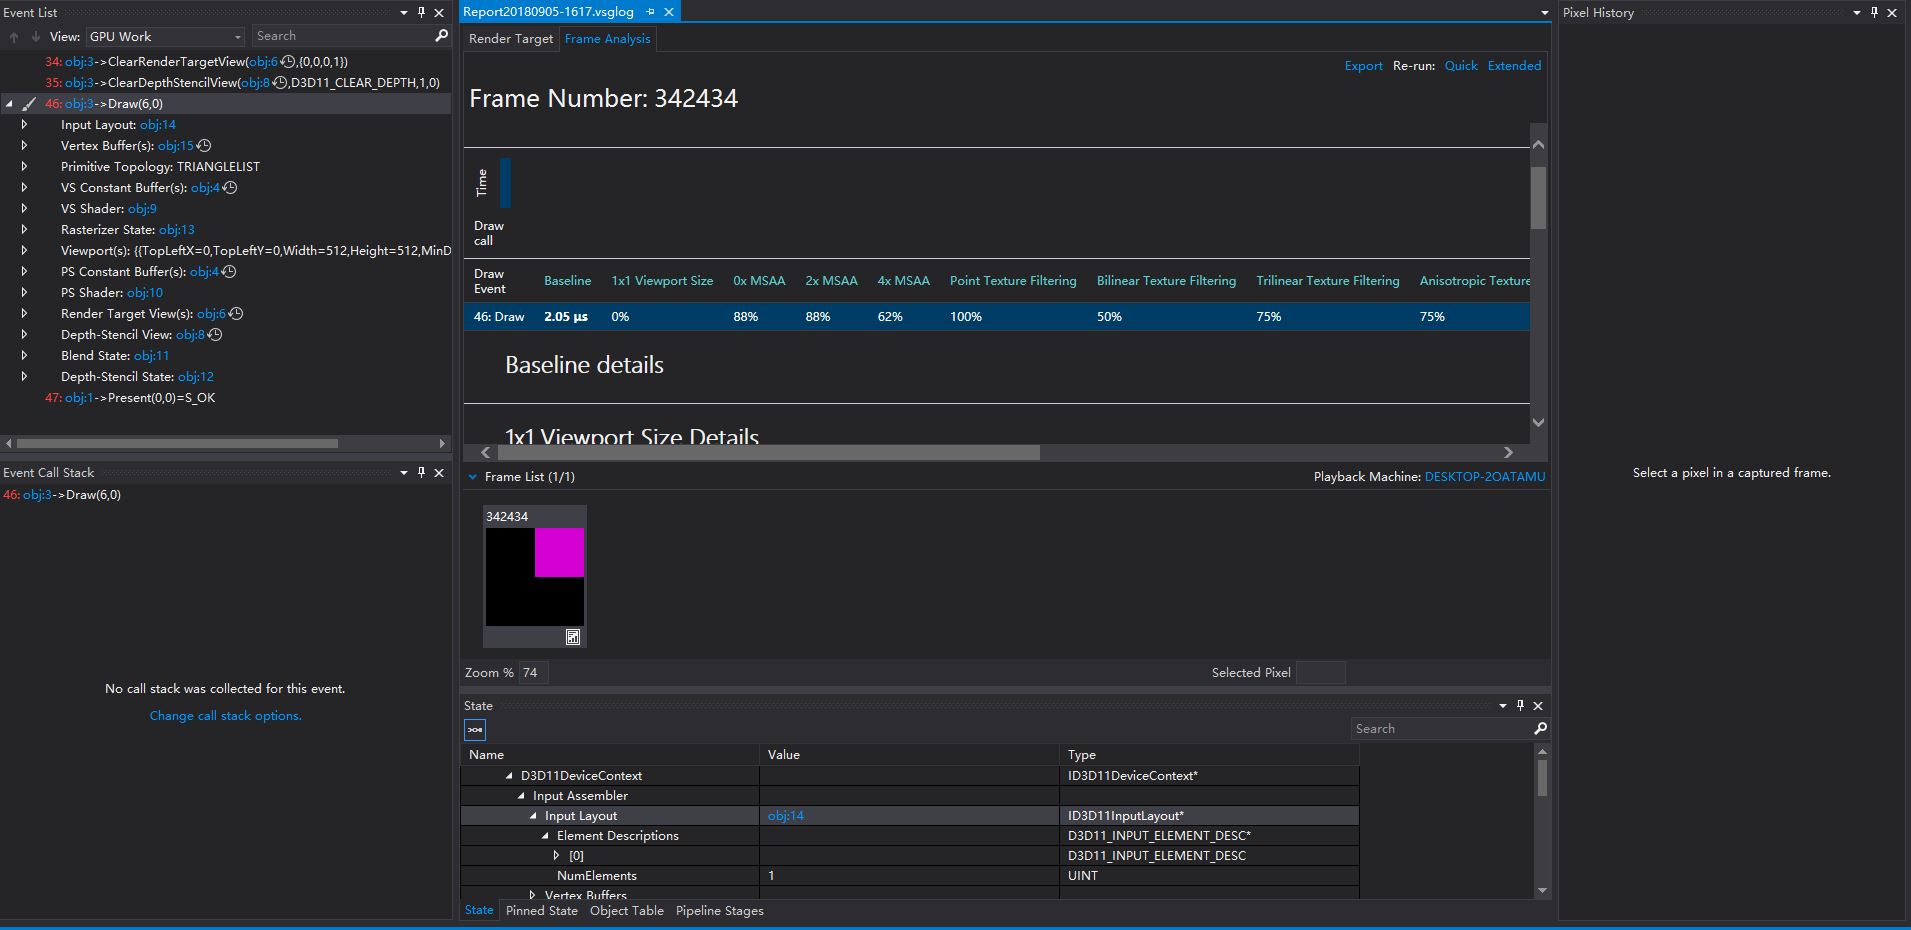 Event List
View: GPU Work Search
34: obj:3->ClearRenderTargetView(obj:6,{0,0,0,1})
35: obj:3->ClearDepthStencilView(obj:8,D3D11_CLEAR_DEPTH,1,0)
46: obj:3->Draw(6,0)
Input Layout: obj:14
Vertex Buffer(s): obj:15
Primitive Topology: TRIANGLELIST
VS Constant Buffer(s): obj:4
VS Shader: obj:9
Rasterizer State: obj:13
Viewport(s): {{TopLeftX=0,TopLeftY=0,Width=512,Height=512,MinD
PS Constant Buffer(s): obj:4
PS Shader: obj:10
Render Target View(s): obj:6
Depth-Stencil View: obj:8
Blend State: obj:11
Depth-Stencil State: obj:12
47: obj:1->Present(0,0)=S_OK
Event Call Stack
46: obj:3->Draw(6,0)
No call stack was collected for this event.
Change call stack options.
Report20180905-1617.vsglog
Render Target Frame Analysis
Export Re-run: Quick Extended
Frame Number: 342434
Time
Draw
call
Draw
Event Baseline 1x1 Viewport Size 0x MSAA 2x MSAA 4x MSAA Point Texture Filtering Bilinear Texture Filtering Trilinear Texture Filtering Anisotropic Texture
46: Draw 2.05 µs 0% 88% 88% 62% 100% 50% 75% 75%
Baseline details
1x1 Viewport Size Details
Frame List (1/1) Playback Machine: DESKTOP-2OATAMU
342434
Zoom % 74 Selected Pixel
State
Search
Name Value Type
D3D11DeviceContext ID3D11DeviceContext*
Input Assembler
Input Layout obj:14 ID3D11InputLayout*
Element Descriptions D3D11_INPUT_ELEMENT_DESC*
[0] D3D11_INPUT_ELEMENT_DESC
NumElements 1 UINT
Vertex Buffers
State Pinned State Object Table Pipeline Stages
Pixel History
Select a pixel in a captured frame.